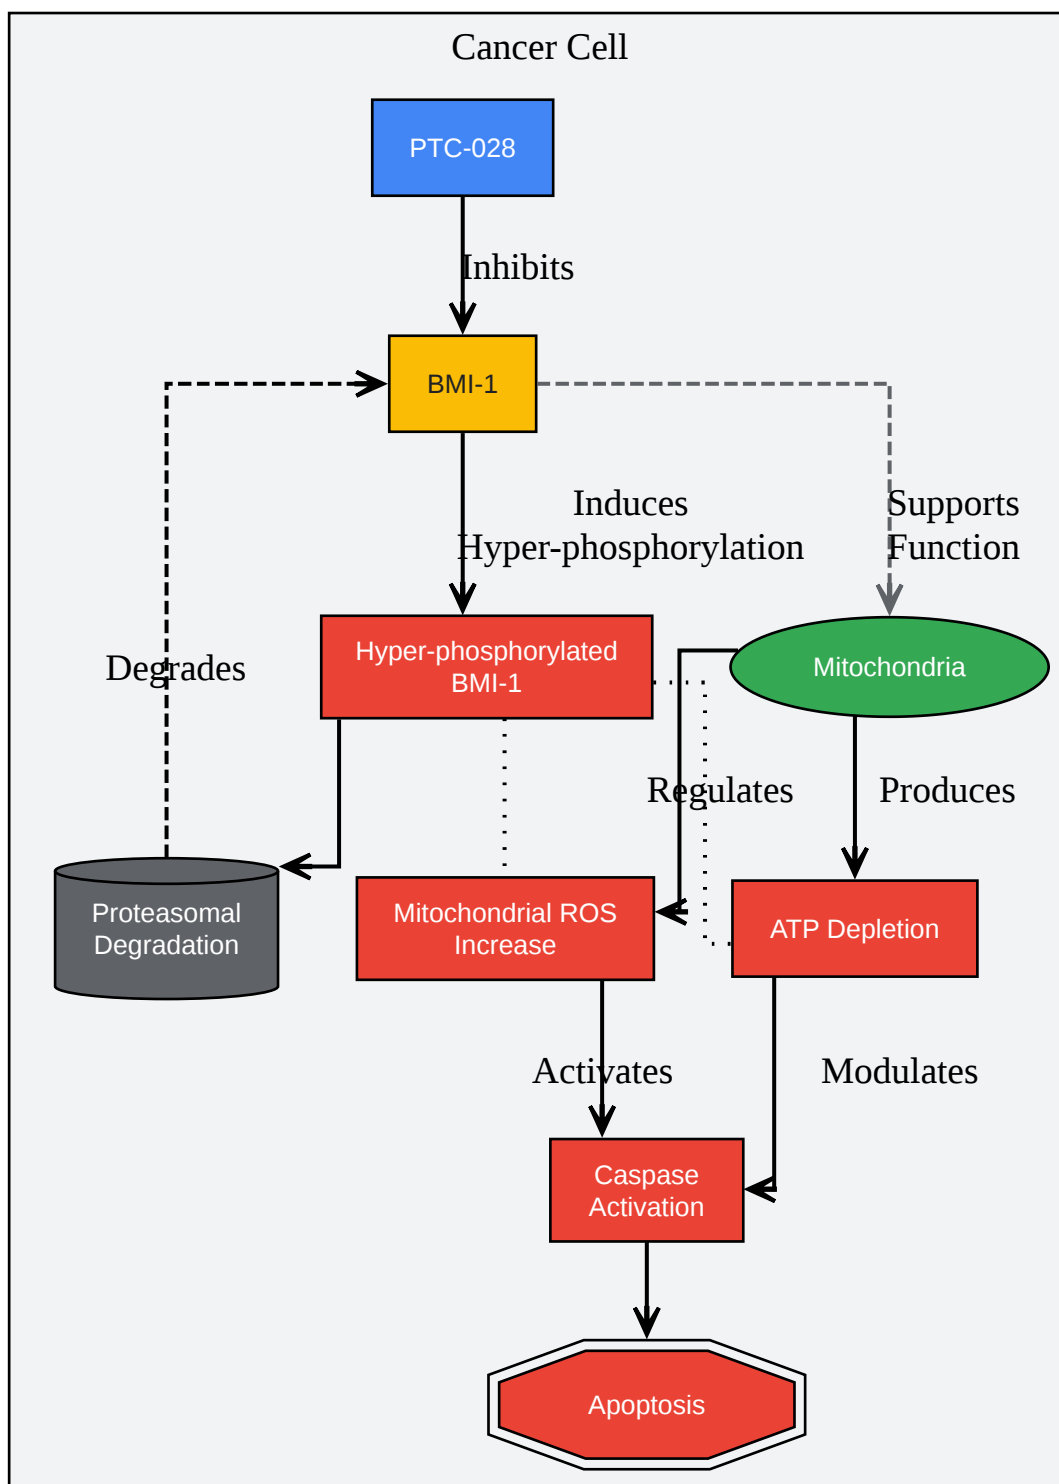 Cancer Cell
PTC-028
Inhibits
BMI-1
Induces
Hyper-phosphorylation
Supports
Function
Hyper-phosphorylated
BMI-1
Mitochondria
Degrades
Regulates
Produces
Proteasomal
Degradation
Mitochondrial ROS
Increase
ATP Depletion
Activates
Modulates
Caspase
Activation
Apoptosis